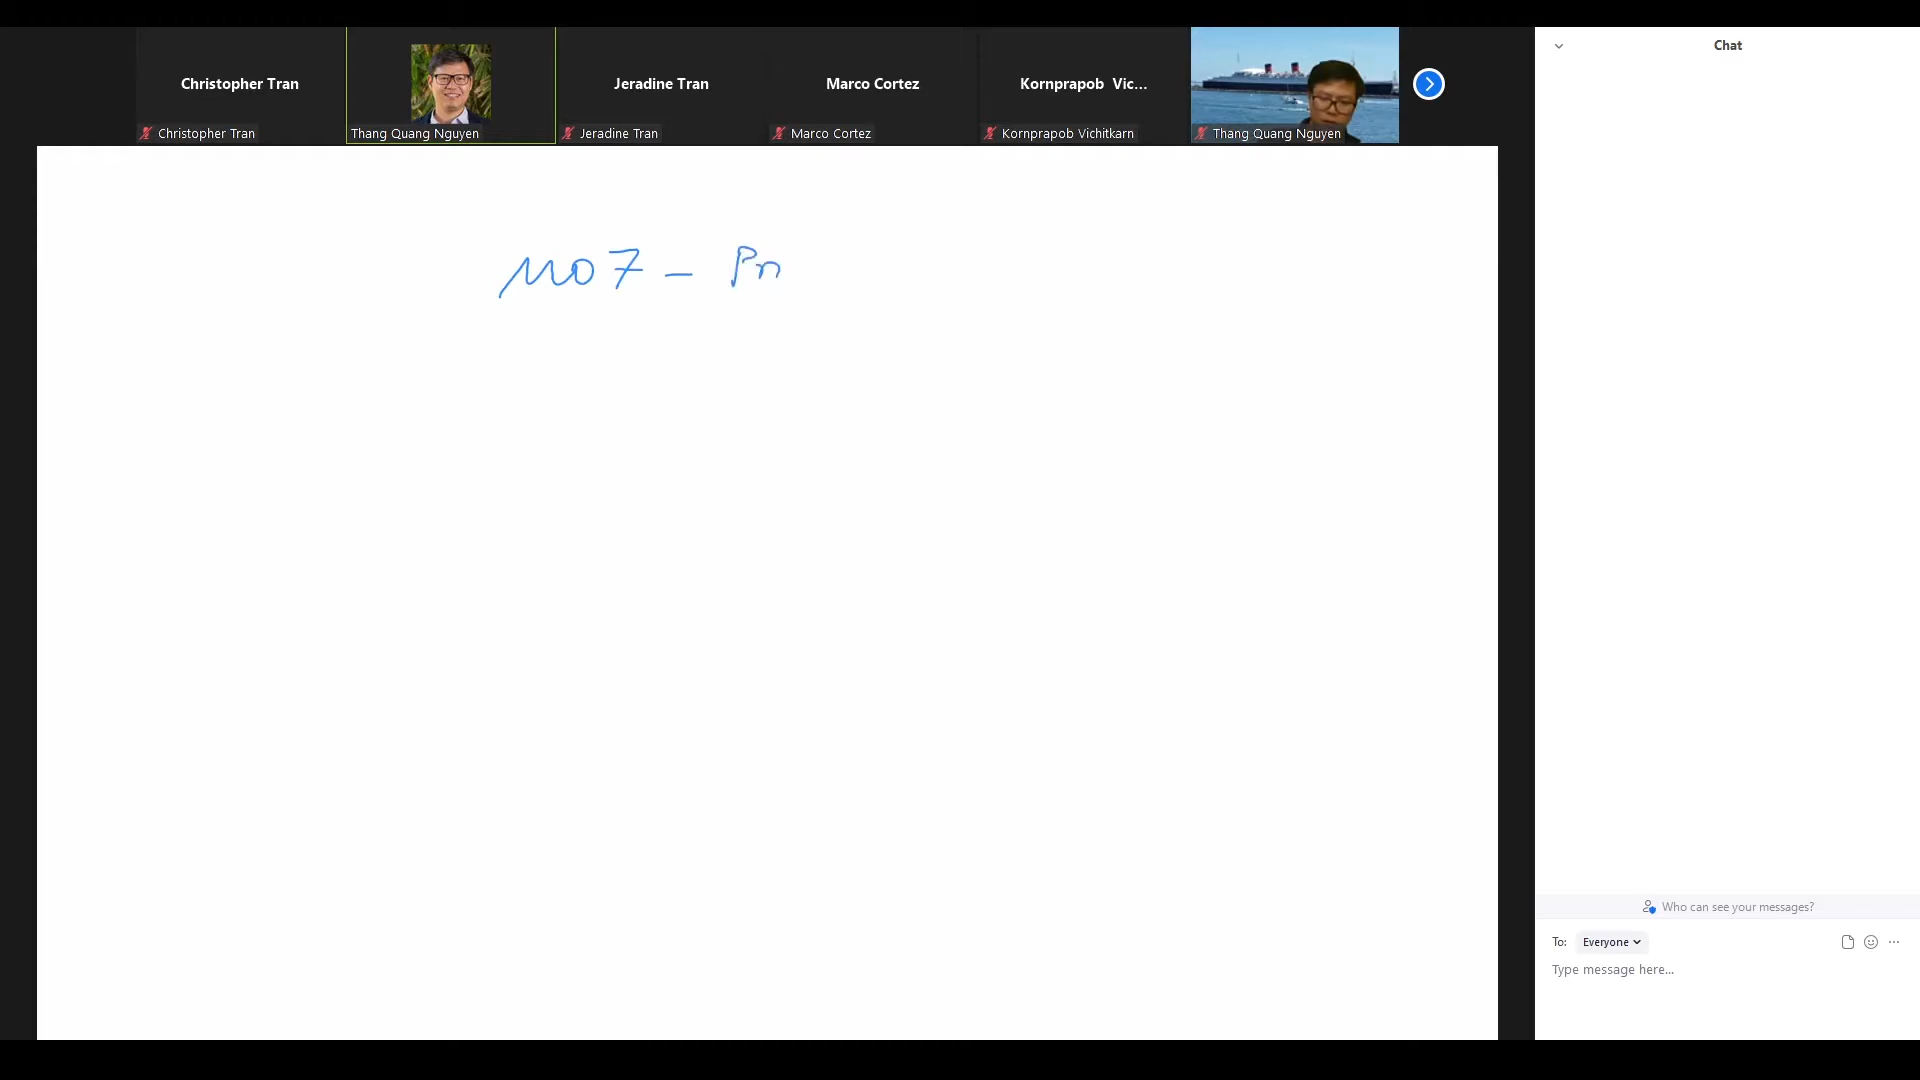 Chat
Christopher Tran
Jeradine Tran
Marco Cortez
Kornprapob Vic...
Christopher Tran
Thang Quang Nguyen
Jeradine Tran
Marco Cortez
Kornprapob Vichitkarn
Thang Quang Nguyen
M07 - Pr
Who can see your messages?
To: Everyone
Type message here...